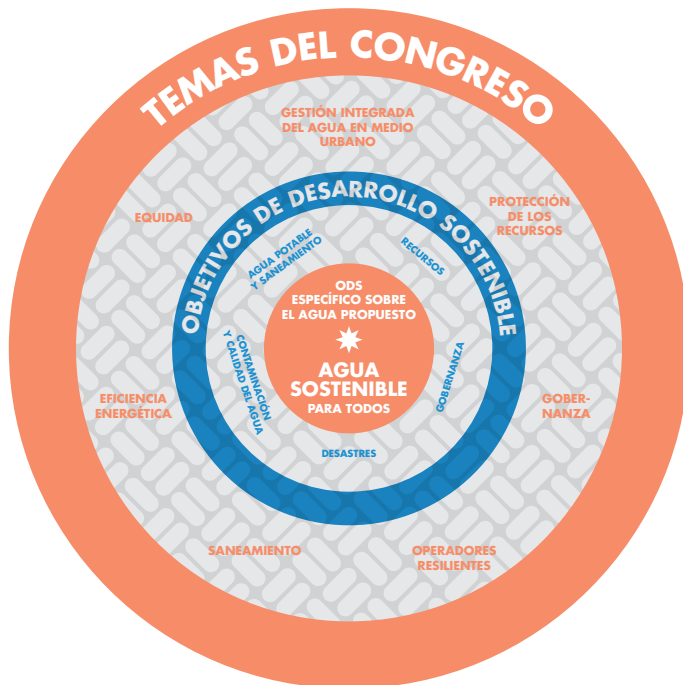 TEMAS DEL CONGRESO
GESTIÓN INTEGRADA
DEL AGUA EN MEDIO
URBANO
EQUIDAD
PROTECCIÓN
DE LOS
RECURSOS
OBJETIVOS DE DESARROLLO SOSTENIBLE
AGUA POTABLE
Y SANEAMIENTO
RECURSOS
ODS
ESPECÍFICO SOBRE
EL AGUA PROPUESTO
AGUA
SOSTENIBLE
PARA TODOS
CONTAMINACIÓN
Y CALIDAD DEL AGUA
GOBERNANZA
DESASTRES
EFICIENCIA
ENERGÉTICA
GOBER-
NANZA
SANEAMIENTO
OPERADORES
RESILIENTES